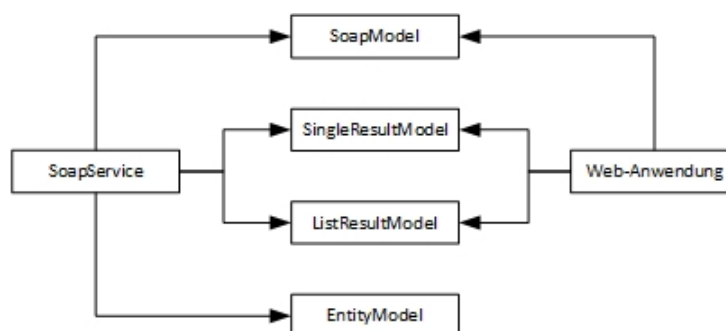 SoapModel
SingleResultModel
SoapService
Web-Anwendung
ListResultModel
EntityModel